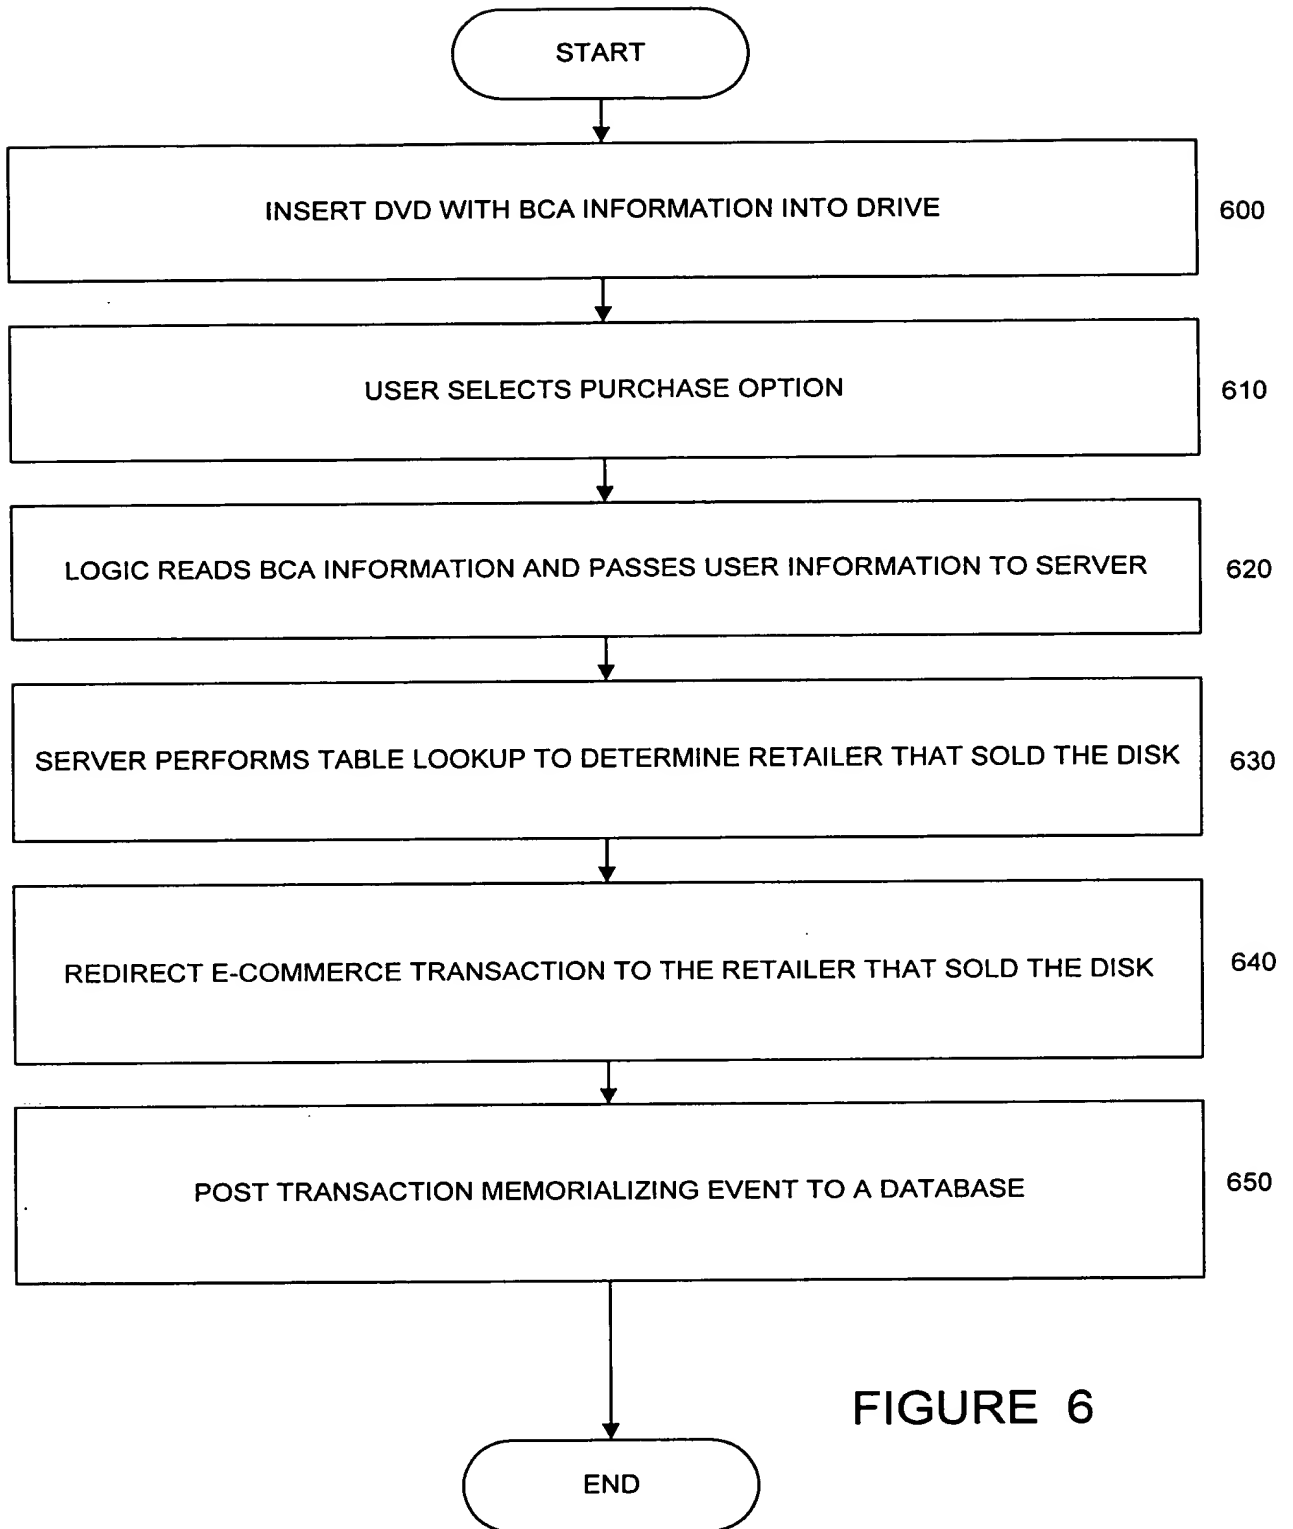 START
INSERT DVD WITH BCA INFORMATION INTO DRIVE
600
USER SELECTS PURCHASE OPTION
610
LOGIC READS BCA INFORMATION AND PASSES USER INFORMATION TO SERVER
620
SERVER PERFORMS TABLE LOOKUP TO DETERMINE RETAILER THAT SOLD THE DISK
630
REDIRECT E-COMMERCE TRANSACTION TO THE RETAILER THAT SOLD THE DISK
640
POST TRANSACTION MEMORIALIZING EVENT TO A DATABASE
650
FIGURE 6
END